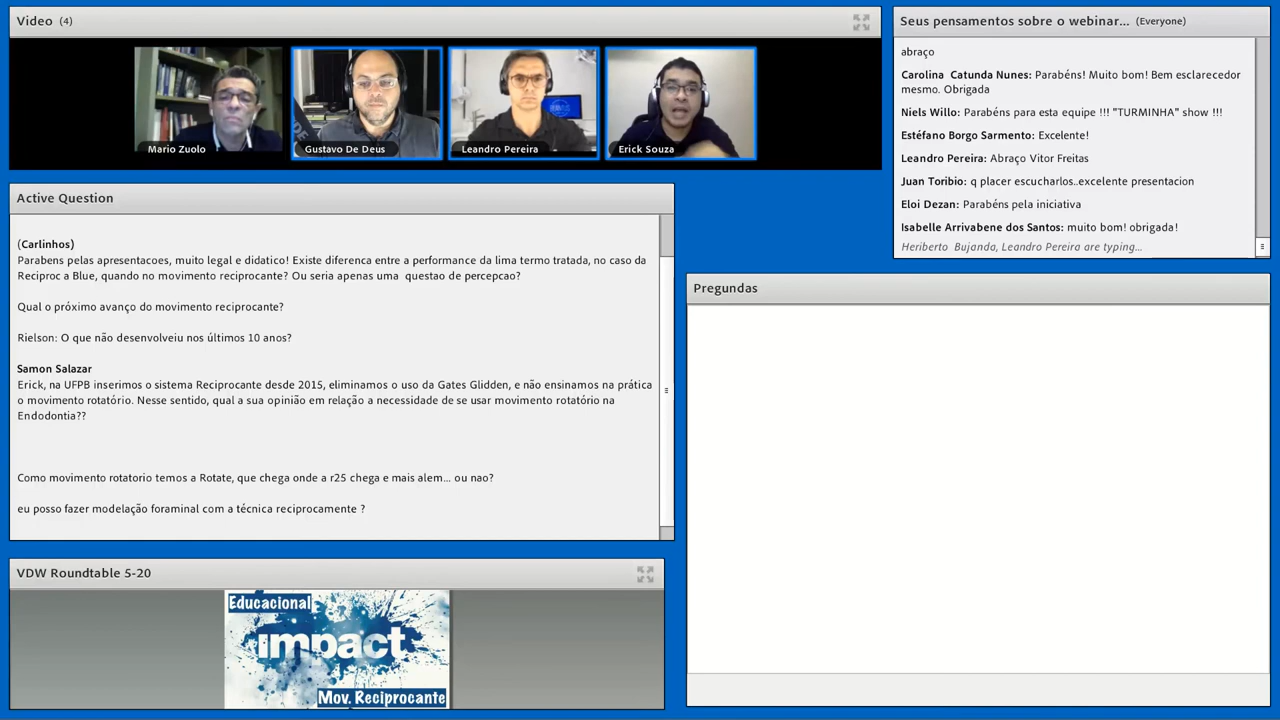 Video (4)
Mario Zuolo
Gustavo De Deus
Leandro Pereira
Erick Souza
Seus pensamentos sobre o webinar... (Everyone)
abraço
Carolina Catunda Nunes: Parabéns! Muito bom! Bem esclarecedor
mesmo. Obrigada
Niels Willo: Parabéns para esta equipe !!! "TURMINHA" show !!!
Estéfano Borgo Sarmento: Excelente!
Leandro Pereira: Abraço Vitor Freitas
Juan Toribio: q placer escucharlos..excelente presentacion
Eloi Dezan: Parabéns pela iniciativa
Isabelle Arrivabene dos Santos: muito bom! obrigada!
Heriberto Bujanda, Leandro Pereira are typing...
Active Question
(Carlinhos)
Parabens pelas apresentacoes, muito legal e didatico! Existe diferenca entre a performance da lima termo tratada, no caso da
Reciproc a Blue, quando no movimento reciprocante? Ou seria apenas uma questao de percepcao?
Qual o próximo avanço do movimento reciprocante?
Rielson: O que não desenvolveiu nos últimos 10 anos?
Samon Salazar
Erick, na UFPB inserimos o sistema Reciprocante desde 2015, eliminamos o uso da Gates Glidden, e não ensinamos na prática
o movimento rotatório. Nesse sentido, qual a sua opinião em relação a necessidade de se usar movimento rotatório na
Endodontia??
Como movimento rotatorio temos a Rotate, que chega onde a r25 chega e mais alem... ou nao?
eu posso fazer modelação foraminal com a técnica reciprocamente ?
Pregundas
VDW Roundtable 5-20
Educacional
impact
Mov. Reciprocante